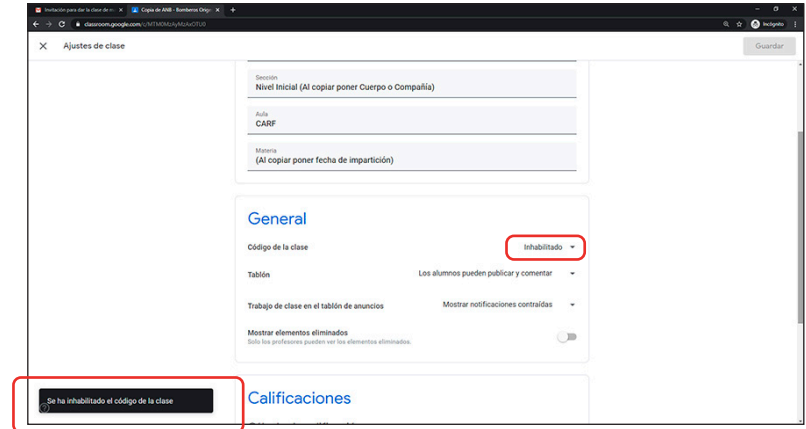 Invitación para dar la clase de m
Copia de ANB - Bomberos Orig
classroom.google.com/c/MTM0MzAyMzAxOTU0
Incógnito
Ajustes de clase
Guardar
Sección
Nivel Inicial (Al copiar poner Cuerpo o Compañía)
Aula
CARF
Materia
(Al copiar poner fecha de impartición)
General
Código de la clase
Inhabilitado
Tablón
Los alumnos pueden publicar y comentar
Trabajo de clase en el tablón de anuncios
Mostrar notificaciones contraídas
Mostrar elementos eliminados
Solo los profesores pueden ver los elementos eliminados.
Se ha inhabilitado el código de la clase
Calificaciones